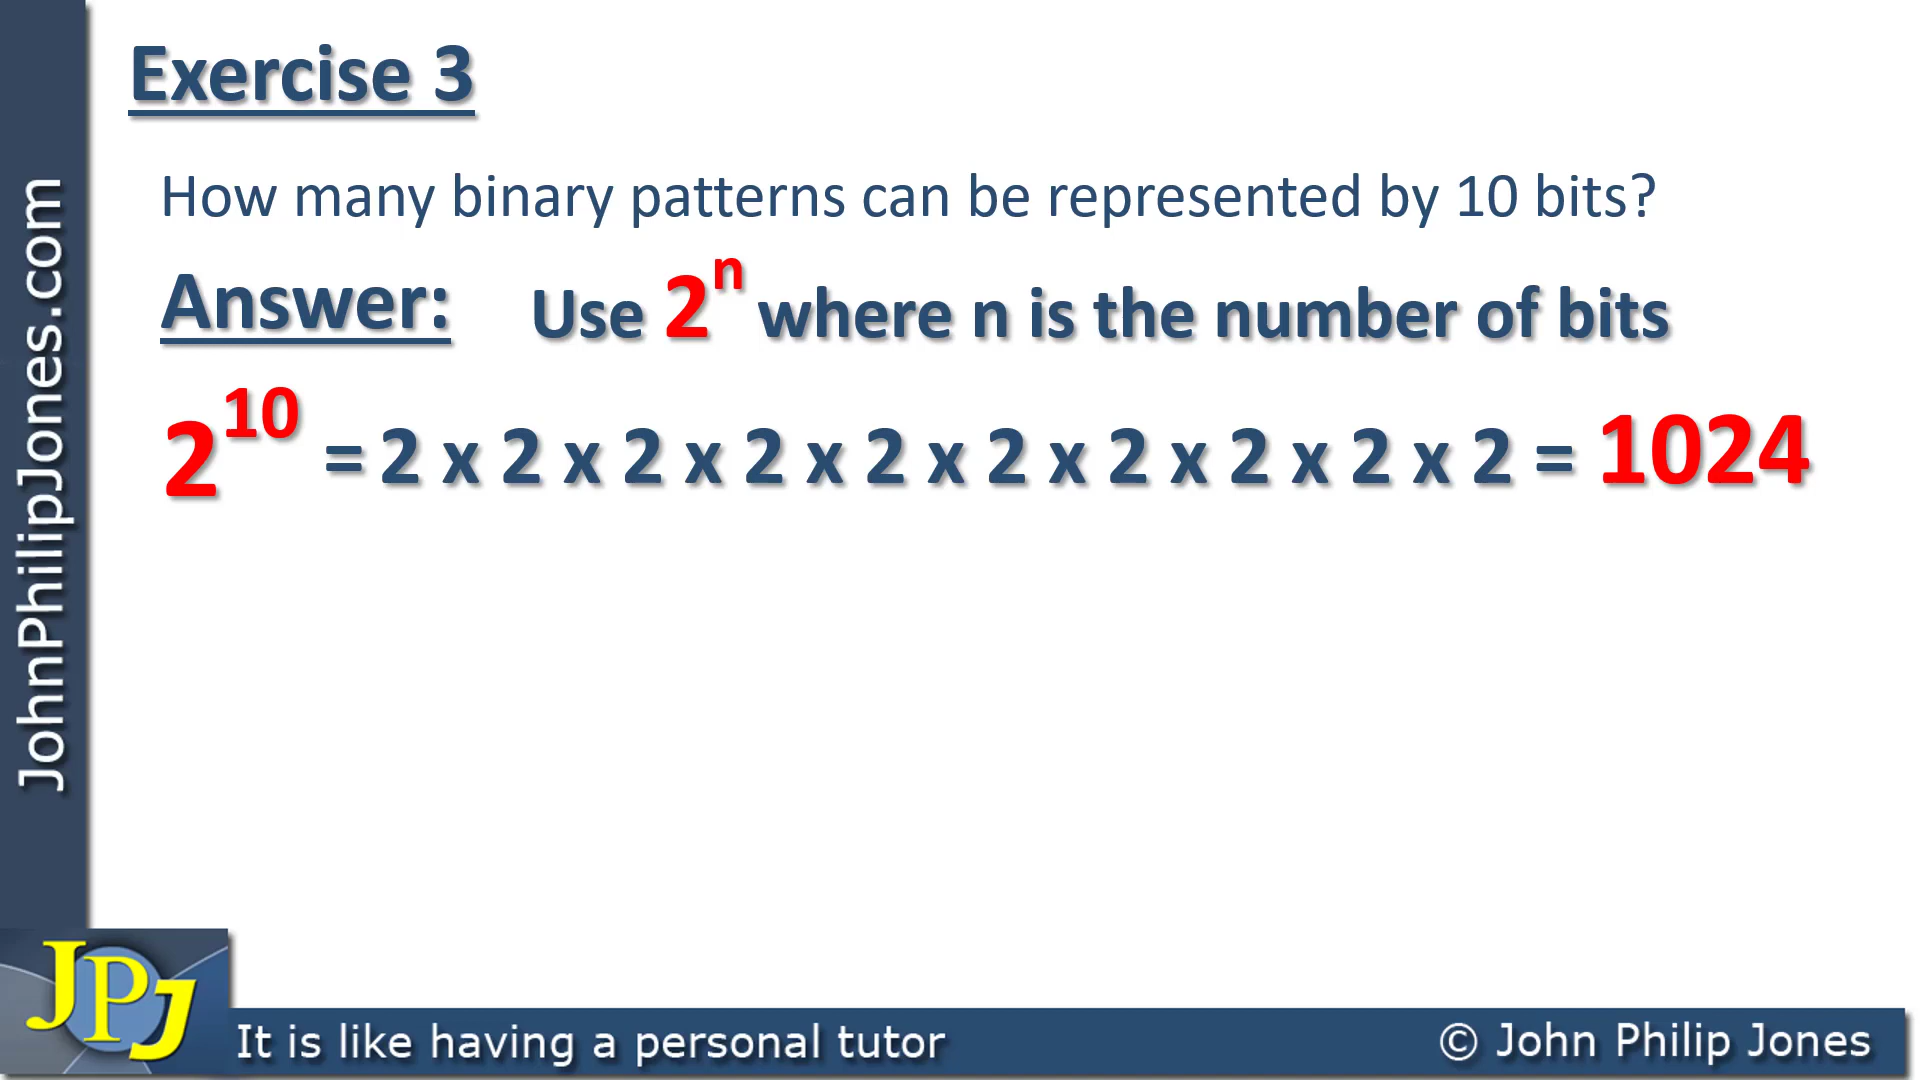 Exercise 3
How many binary patterns can be represented by 10 bits?
Answer: Use 2ⁿ where n is the number of bits
2¹⁰ = 2 x 2 x 2 x 2 x 2 x 2 x 2 x 2 x 2 x 2 = 1024
JohnPhilipJones.com
JPJ
It is like having a personal tutor
© John Philip Jones